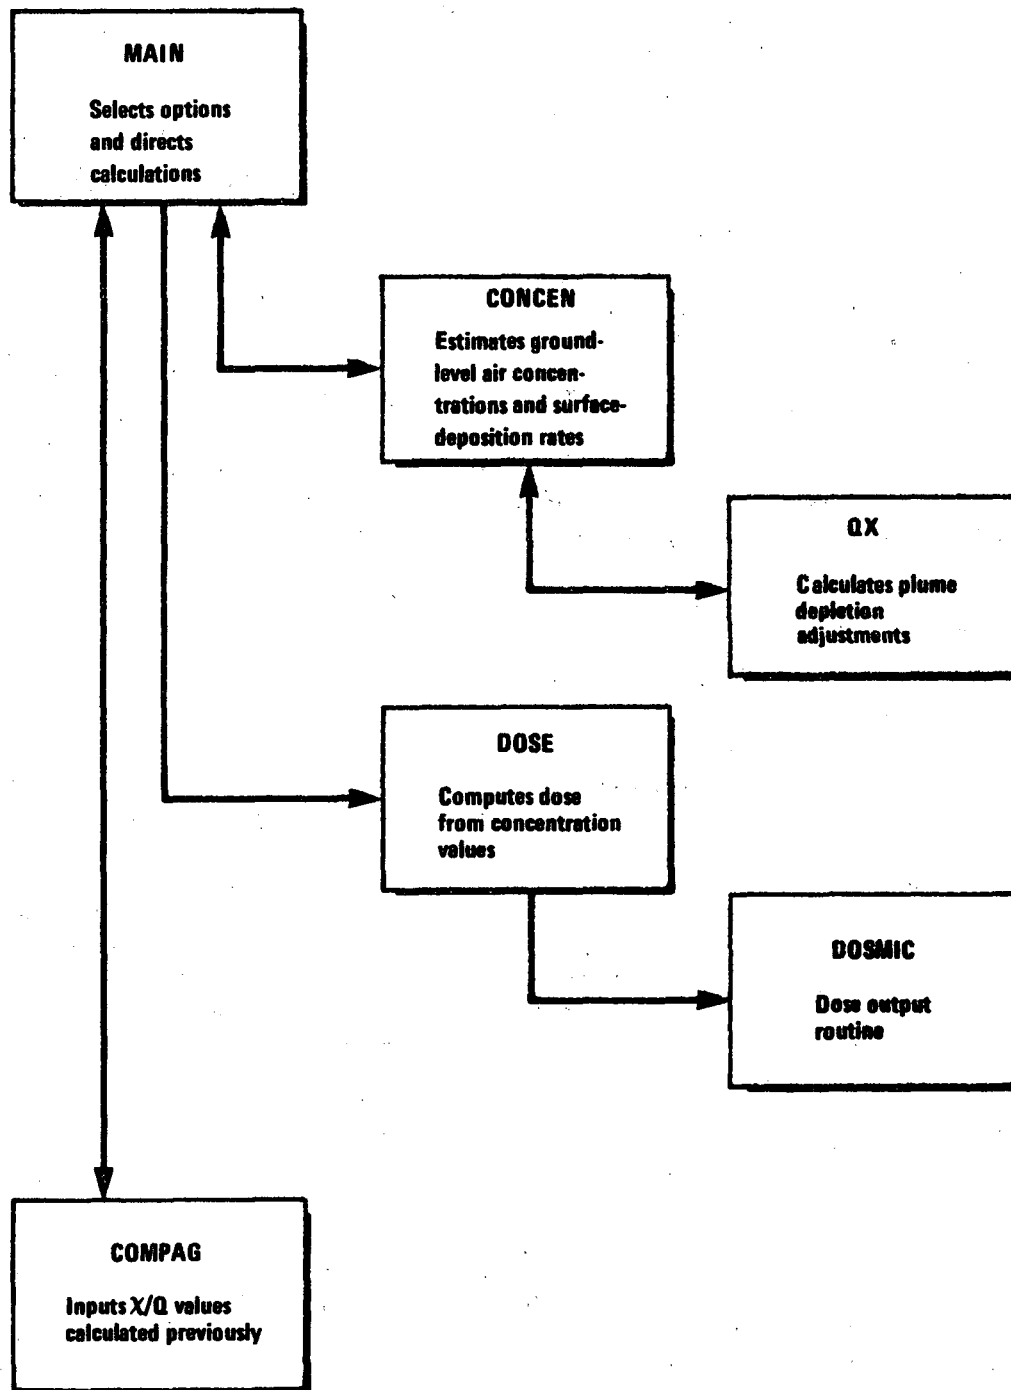 MAIN
Selects options
and directs
calculations
CONCEN
Estimates ground-
level air concen-
trations and surface-
deposition rates
QX
Calculates plume
depletion
adjustments
DOSE
Computes dose
from concentration
values
DOSMIC
Dose output
routine
COMPAG
Inputs X/Q values
calculated previously